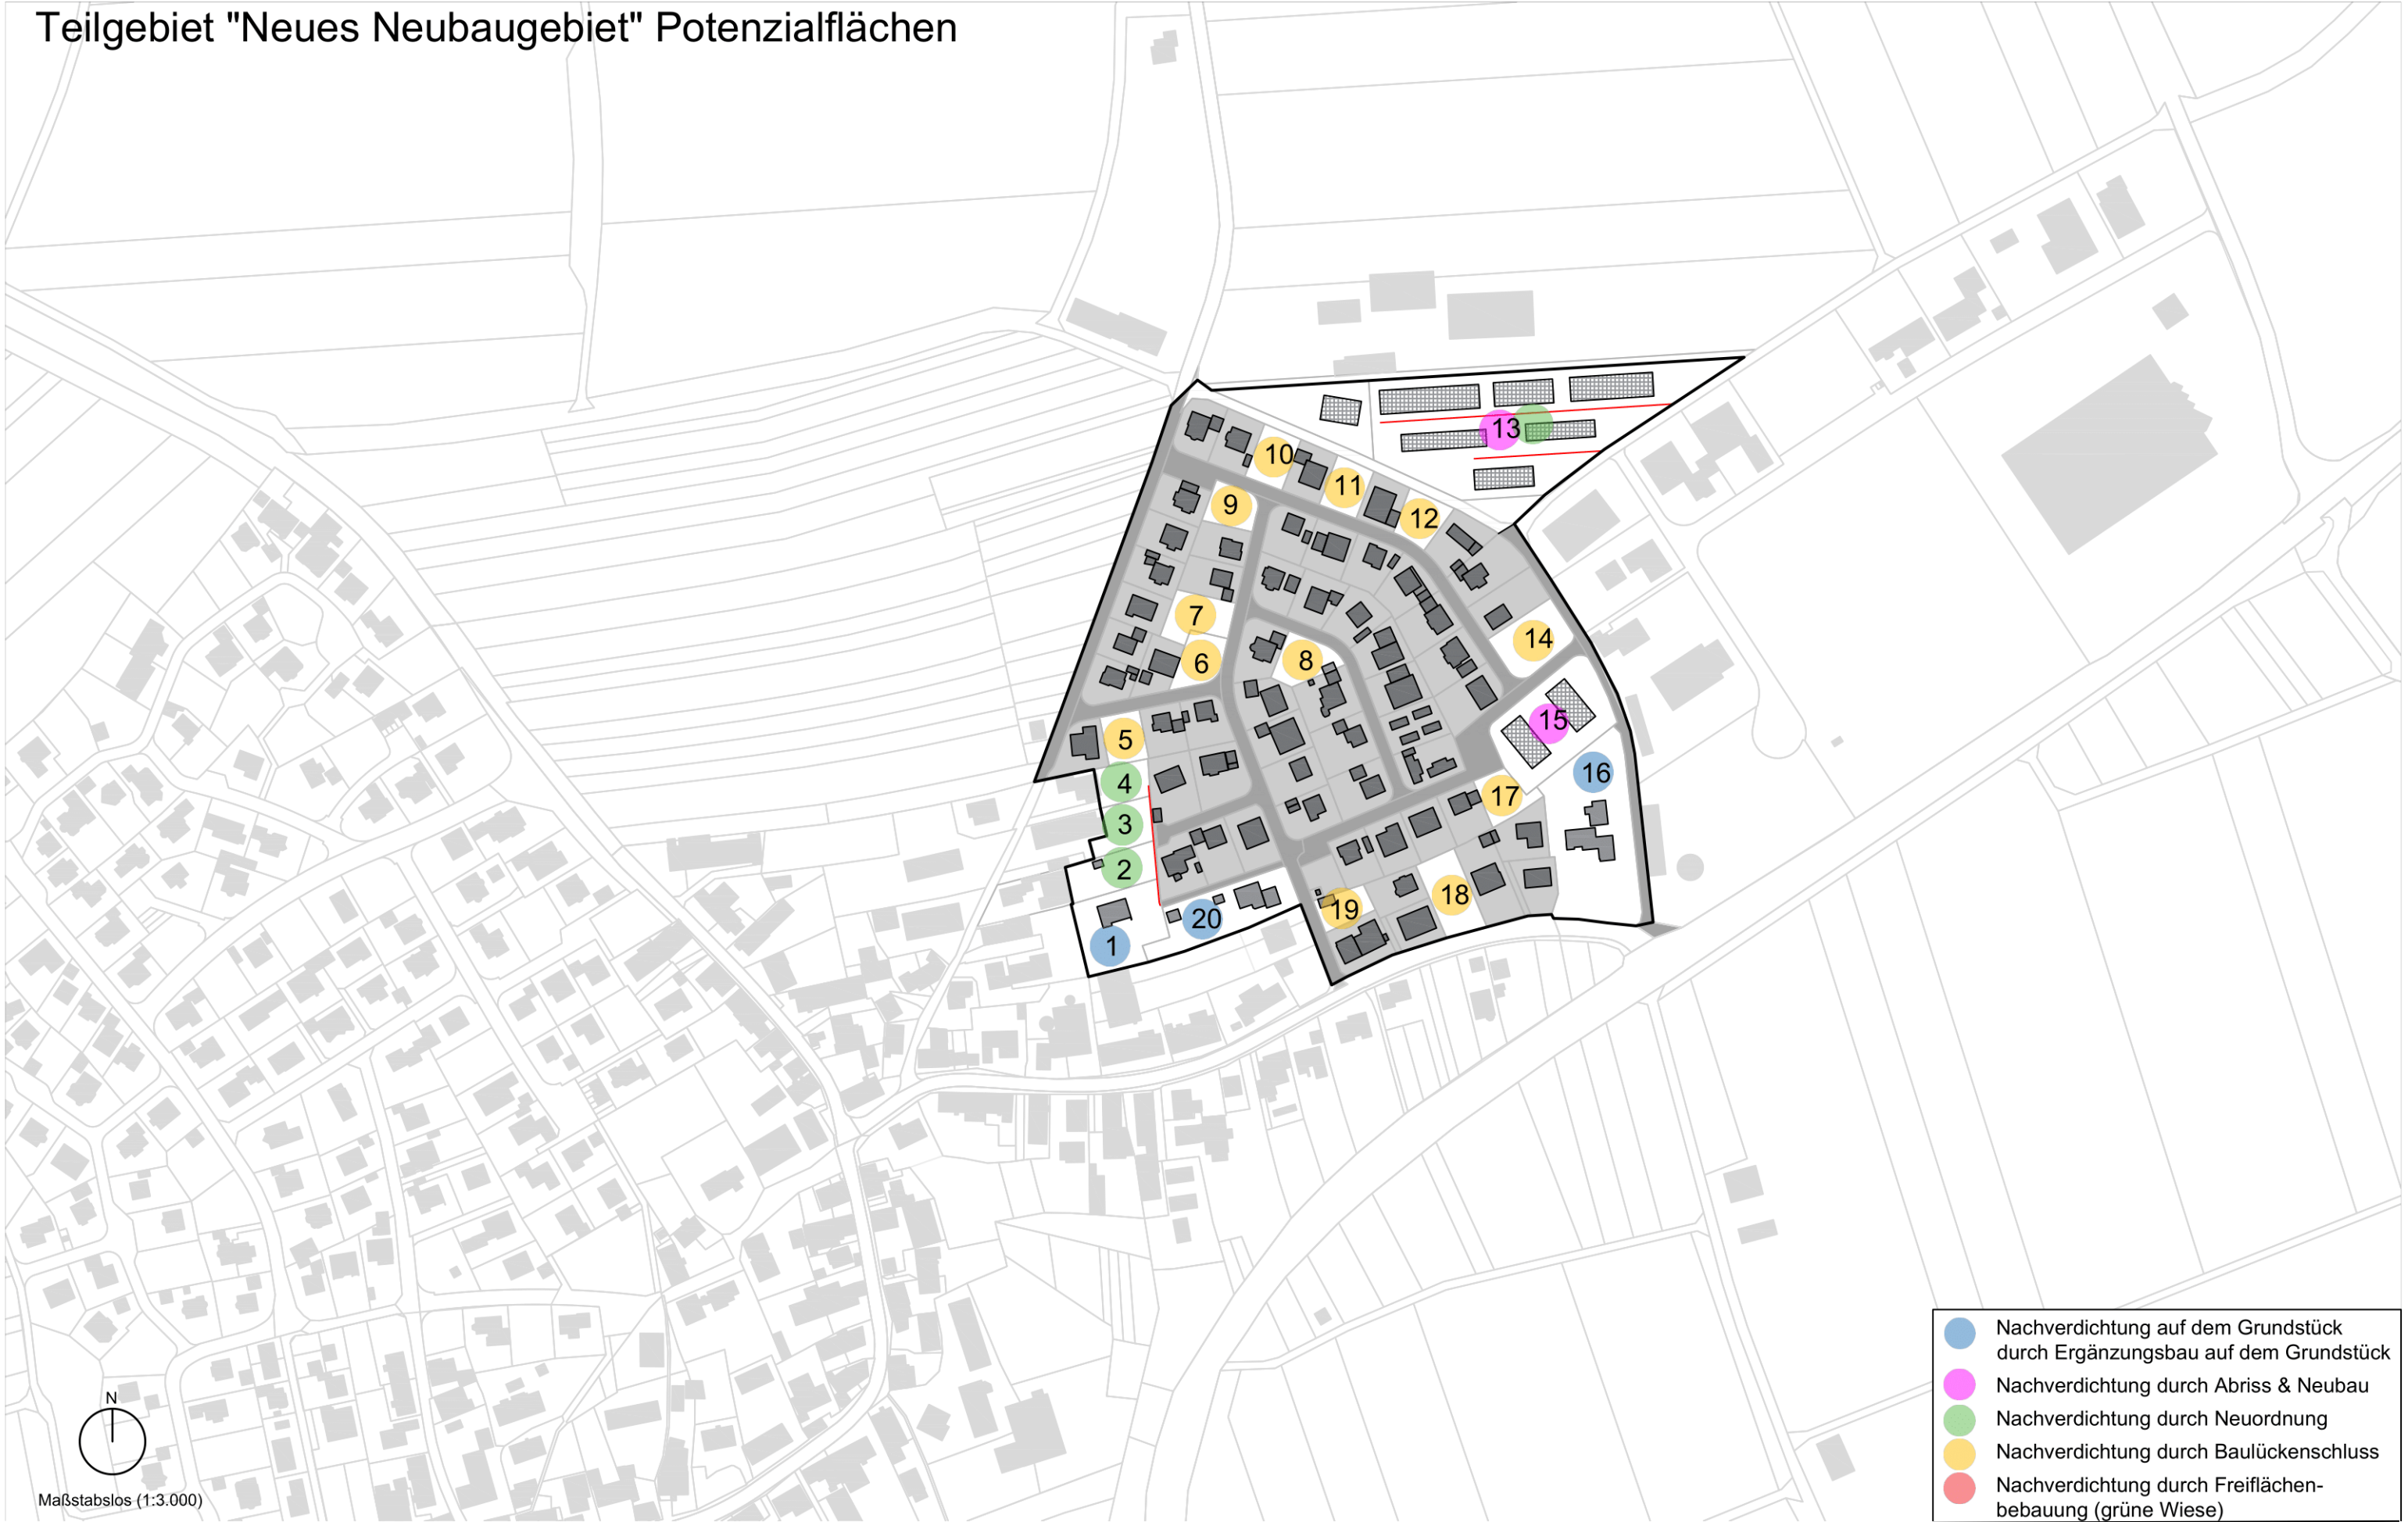 Teilgebiet "Neues Neubaugebiet" Potenzialflächen
13
10
11
9
12
7
14
8
6
15
5
16
4
17
3
2
18
19
20
1
N
Maßstabslos (1:3.000)
Nachverdichtung auf dem Grundstück
durch Ergänzungsbau auf dem Grundstück
Nachverdichtung durch Abriss & Neubau
Nachverdichtung durch Neuordnung
Nachverdichtung durch Baulückenschluss
Nachverdichtung durch Freiflächen-
bebauung (grüne Wiese)